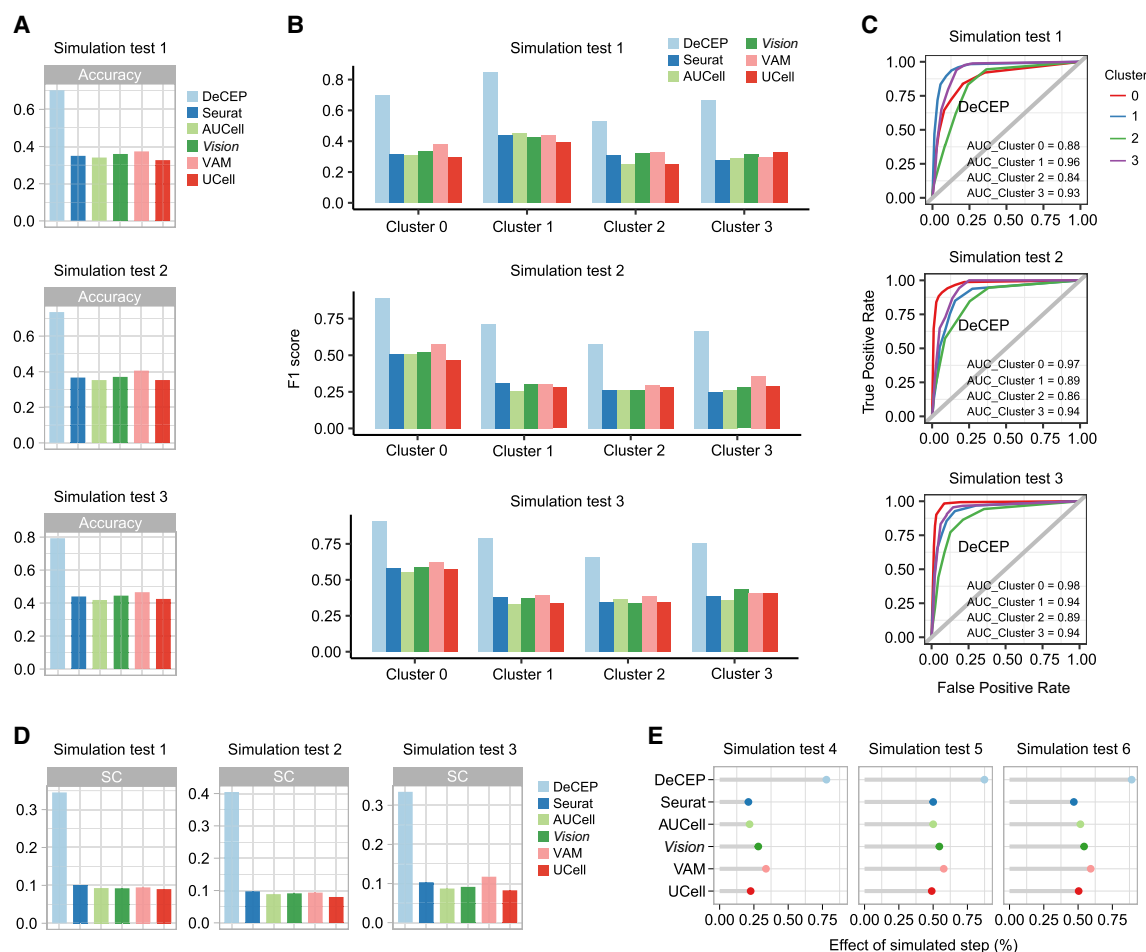 A
Simulation test 1
Accuracy
0.6
0.4
0.2
0.0
DeCEP
Seurat
AUCell
Vision
VAM
UCell
Simulation test 2
Accuracy
0.6
0.4
0.2
0.0
Simulation test 3
Accuracy
0.8
0.6
0.4
0.2
0.0
B
Simulation test 1
DeCEP
Seurat
AUCell
Vision
VAM
UCell
0.8
0.6
0.4
0.2
0.0
Cluster 0 Cluster 1 Cluster 2 Cluster 3
Simulation test 2
F1 score
0.75
0.50
0.25
0.00
Cluster 0 Cluster 1 Cluster 2 Cluster 3
Simulation test 3
0.75
0.50
0.25
0.00
Cluster 0 Cluster 1 Cluster 2 Cluster 3
C
Simulation test 1
1.00
0.75
0.50
0.25
0.00
DeCEP
AUC_Cluster 0 = 0.88
AUC_Cluster 1 = 0.96
AUC_Cluster 2 = 0.84
AUC_Cluster 3 = 0.93
0.00 0.25 0.50 0.75 1.00
Cluster
0
1
2
3
Simulation test 2
True Positive Rate
1.00
0.75
0.50
0.25
0.00
DeCEP
AUC_Cluster 0 = 0.97
AUC_Cluster 1 = 0.89
AUC_Cluster 2 = 0.86
AUC_Cluster 3 = 0.94
0.00 0.25 0.50 0.75 1.00
Simulation test 3
1.00
0.75
0.50
0.25
0.00
DeCEP
AUC_Cluster 0 = 0.98
AUC_Cluster 1 = 0.94
AUC_Cluster 2 = 0.89
AUC_Cluster 3 = 0.94
0.00 0.25 0.50 0.75 1.00
False Positive Rate
D
Simulation test 1
SC
0.3
0.2
0.1
0.0
Simulation test 2
SC
0.4
0.3
0.2
0.1
0.0
Simulation test 3
SC
0.3
0.2
0.1
0.0
DeCEP
Seurat
AUCell
Vision
VAM
UCell
E
Simulation test 4 Simulation test 5 Simulation test 6
DeCEP
Seurat
AUCell
Vision
VAM
UCell
0.00 0.25 0.50 0.75 0.00 0.25 0.50 0.75 0.00 0.25 0.50 0.75
Effect of simulated step (%)